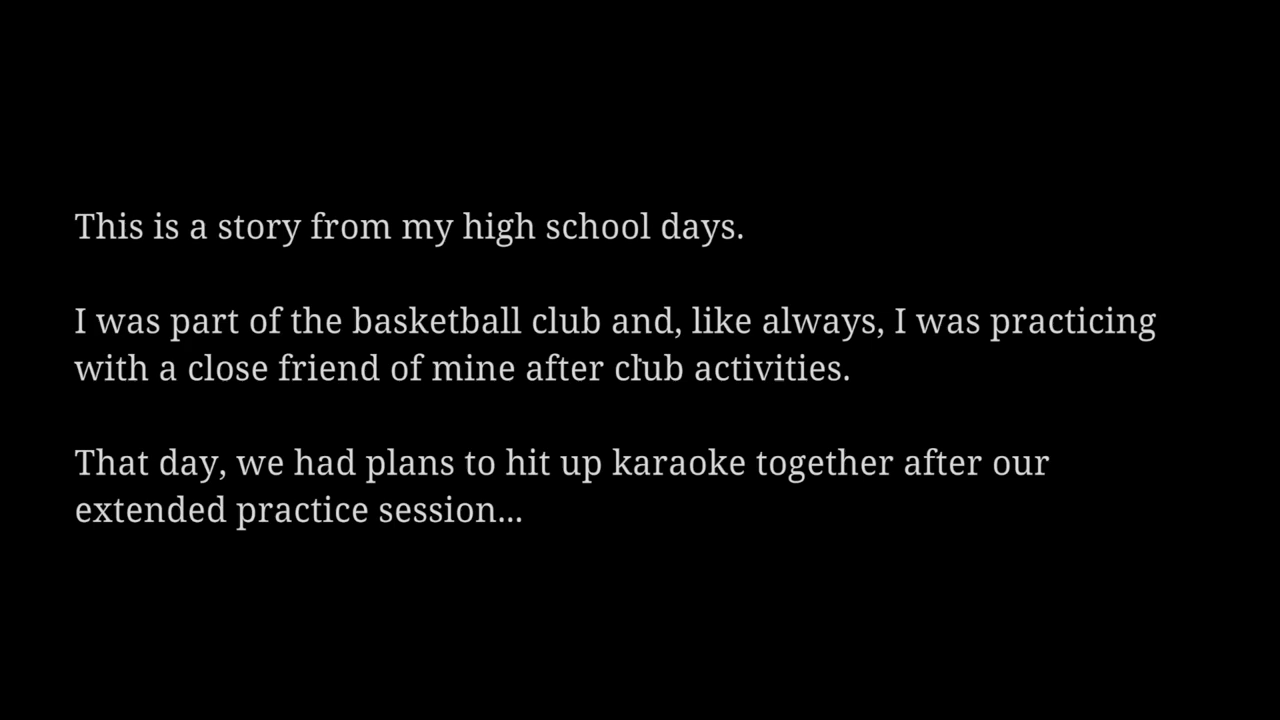 This is a story from my high school days.
I was part of the basketball club and, like always, I was practicing
with a close friend of mine after club activities.
That day, we had plans to hit up karaoke together after our
extended practice session...